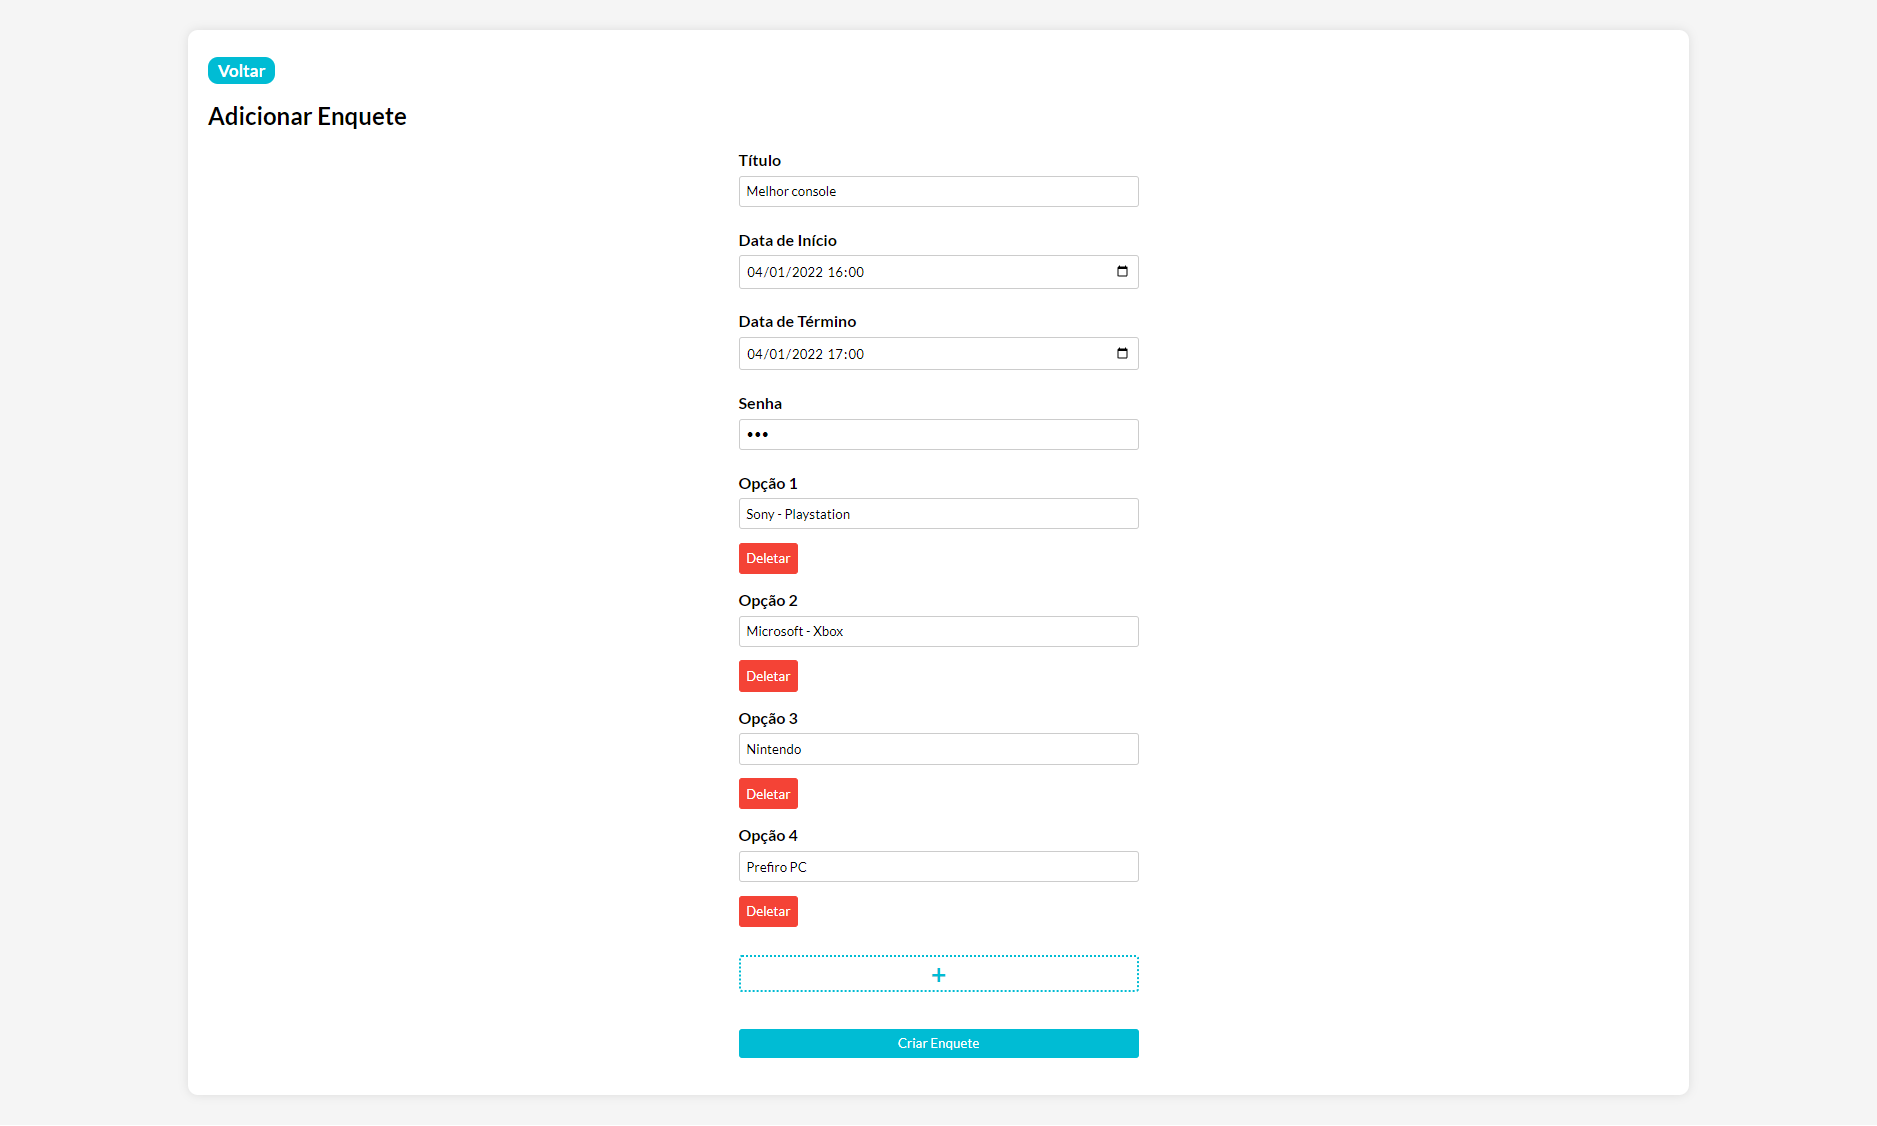 Voltar
Adicionar Enquete
Título
Melhor console
Data de Início
04/01/2022 16:00
Data de Término
04/01/2022 17:00
Senha
•••
Opção 1
Sony - Playstation
Deletar
Opção 2
Microsoft - Xbox
Deletar
Opção 3
Nintendo
Deletar
Opção 4
Prefiro PC
Deletar
+
Criar Enquete